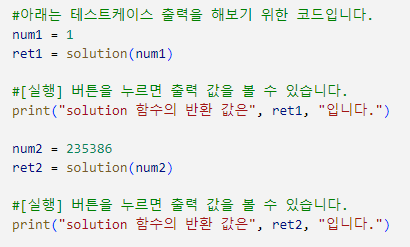 #아래는 테스트케이스 출력을 해보기 위한 코드입니다.
num1 = 1
ret1 = solution(num1)
#[실행] 버튼을 누르면 출력 값을 볼 수 있습니다.
print("solution 함수의 반환 값은", ret1, "입니다.")
num2 = 235386
ret2 = solution(num2)
#[실행] 버튼을 누르면 출력 값을 볼 수 있습니다.
print("solution 함수의 반환 값은", ret2, "입니다.")